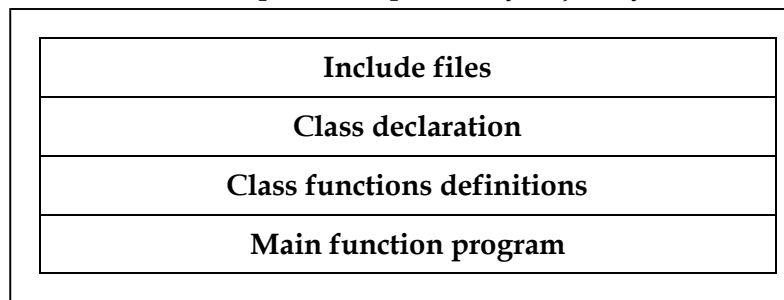 Include files
Class declaration
Class functions definitions
Main function program